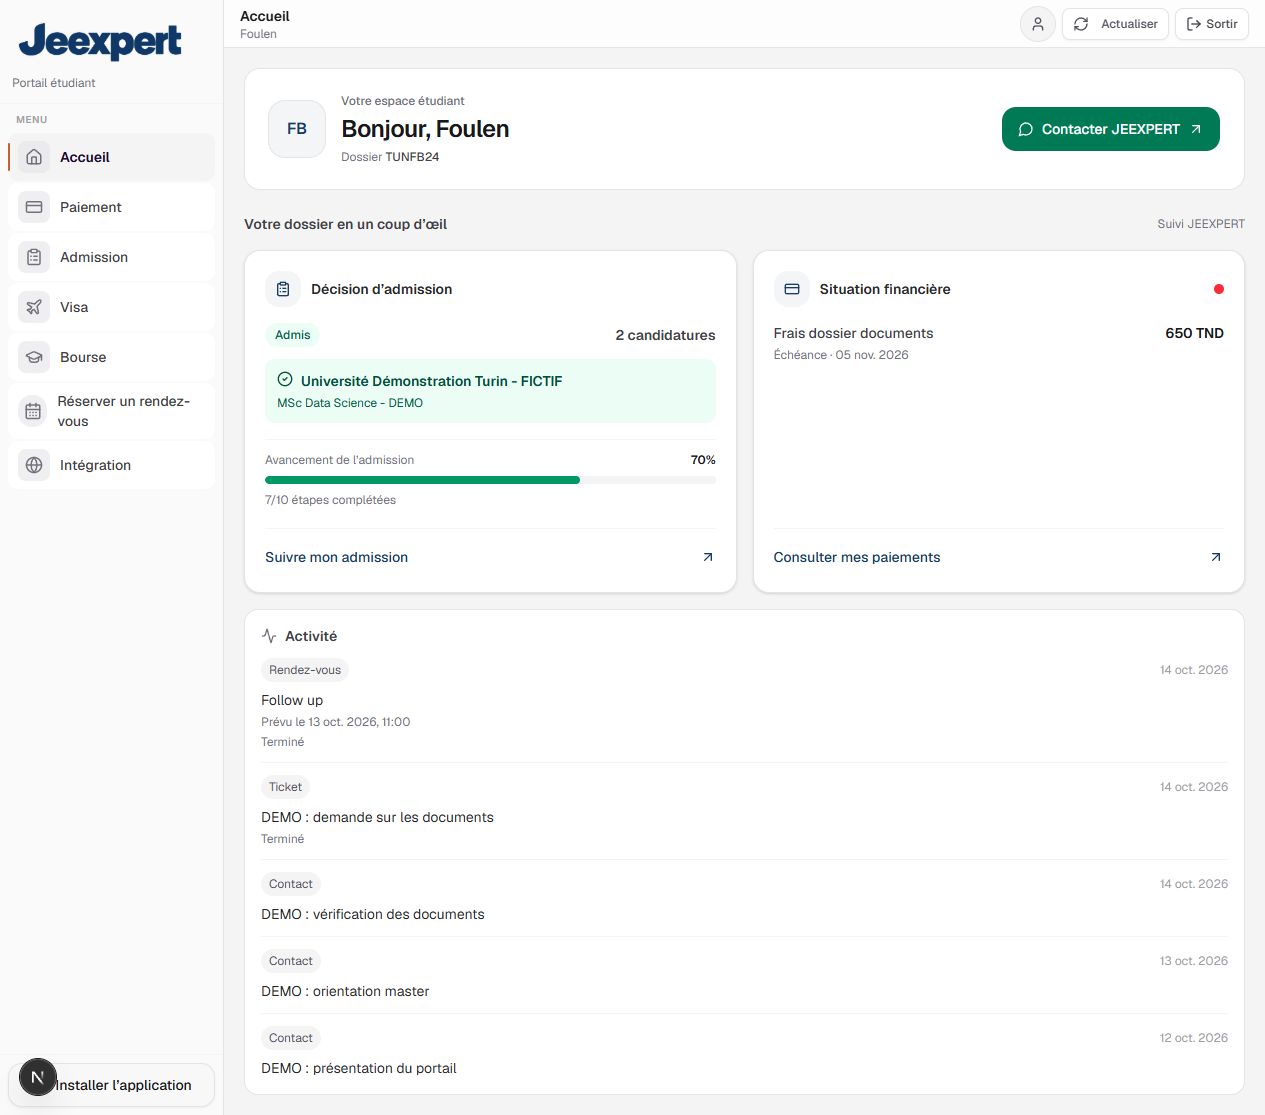 Jeexpert
Portail étudiant
MENU
Accueil
Paiement
Admission
Visa
Bourse
Réserver un rendez-
vous
Intégration
N
Installer l'application
Accueil
Foulen
Actualiser
Sortir
FB
Votre espace étudiant
Bonjour, Foulen
Dossier TUNFB24
Contacter JEEXPERT
Votre dossier en un coup d'œil
Suivi JEEXPERT
Décision d'admission
Admis
2 candidatures
Université Démonstration Turin - FICTIF
MSc Data Science - DEMO
Avancement de l'admission
70%
7/10 étapes complétées
Suivre mon admission
Situation financière
Frais dossier documents
650 TND
Échéance · 05 nov. 2026
Consulter mes paiements
Activité
Rendez-vous
14 oct. 2026
Follow up
Prévu le 13 oct. 2026, 11:00
Terminé
Ticket
14 oct. 2026
DEMO : demande sur les documents
Terminé
Contact
14 oct. 2026
DEMO : vérification des documents
Contact
13 oct. 2026
DEMO : orientation master
Contact
12 oct. 2026
DEMO : présentation du portail